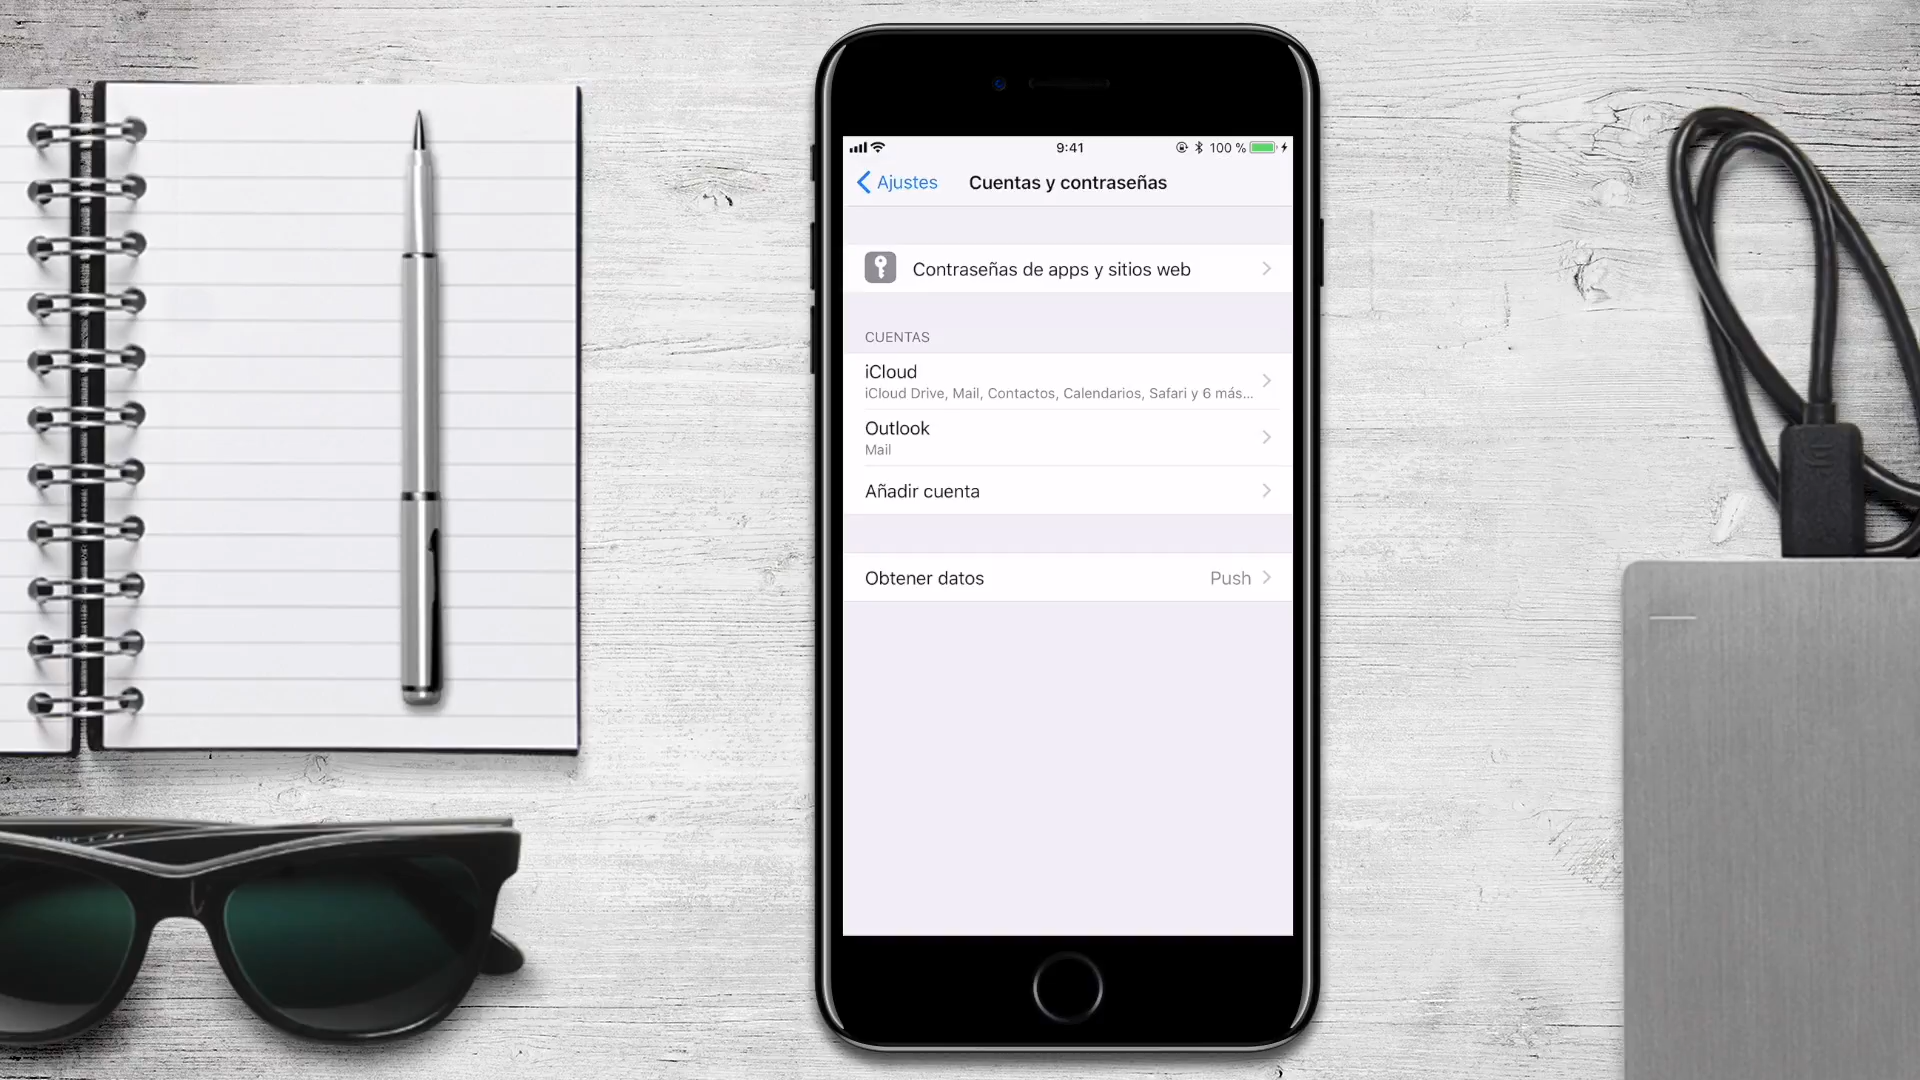 9:41
100 %
Ajustes
Cuentas y contraseñas
Contraseñas de apps y sitios web
CUENTAS
iCloud
iCloud Drive, Mail, Contactos, Calendarios, Safari y 6 más...
Outlook
Mail
Añadir cuenta
Obtener datos
Push